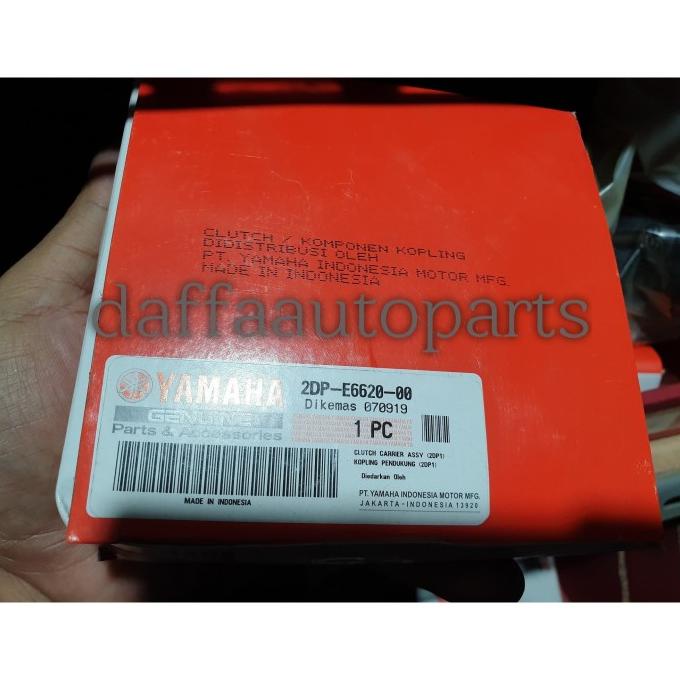 CLUTCH / KOMPONEN KOPLING
DIDISTRIBUSI OLEH
PT. YAMAHA INDONESIA MOTOR MFG.
MADE IN INDONESIA
daffaautoparts
YAMAHA
GENUINE
Parts & Accessories
2DP-E6620-00
Dikemas 070919
1 PC
CLUTCH CARRIER ASSY (2DP1)
KOPLING PENDUKUNG (2DP1)
Diedarkan Oleh
PT. YAMAHA INDONESIA MOTOR MFG.
JAKARTA - INDONESIA 13920
MADE IN INDONESIA